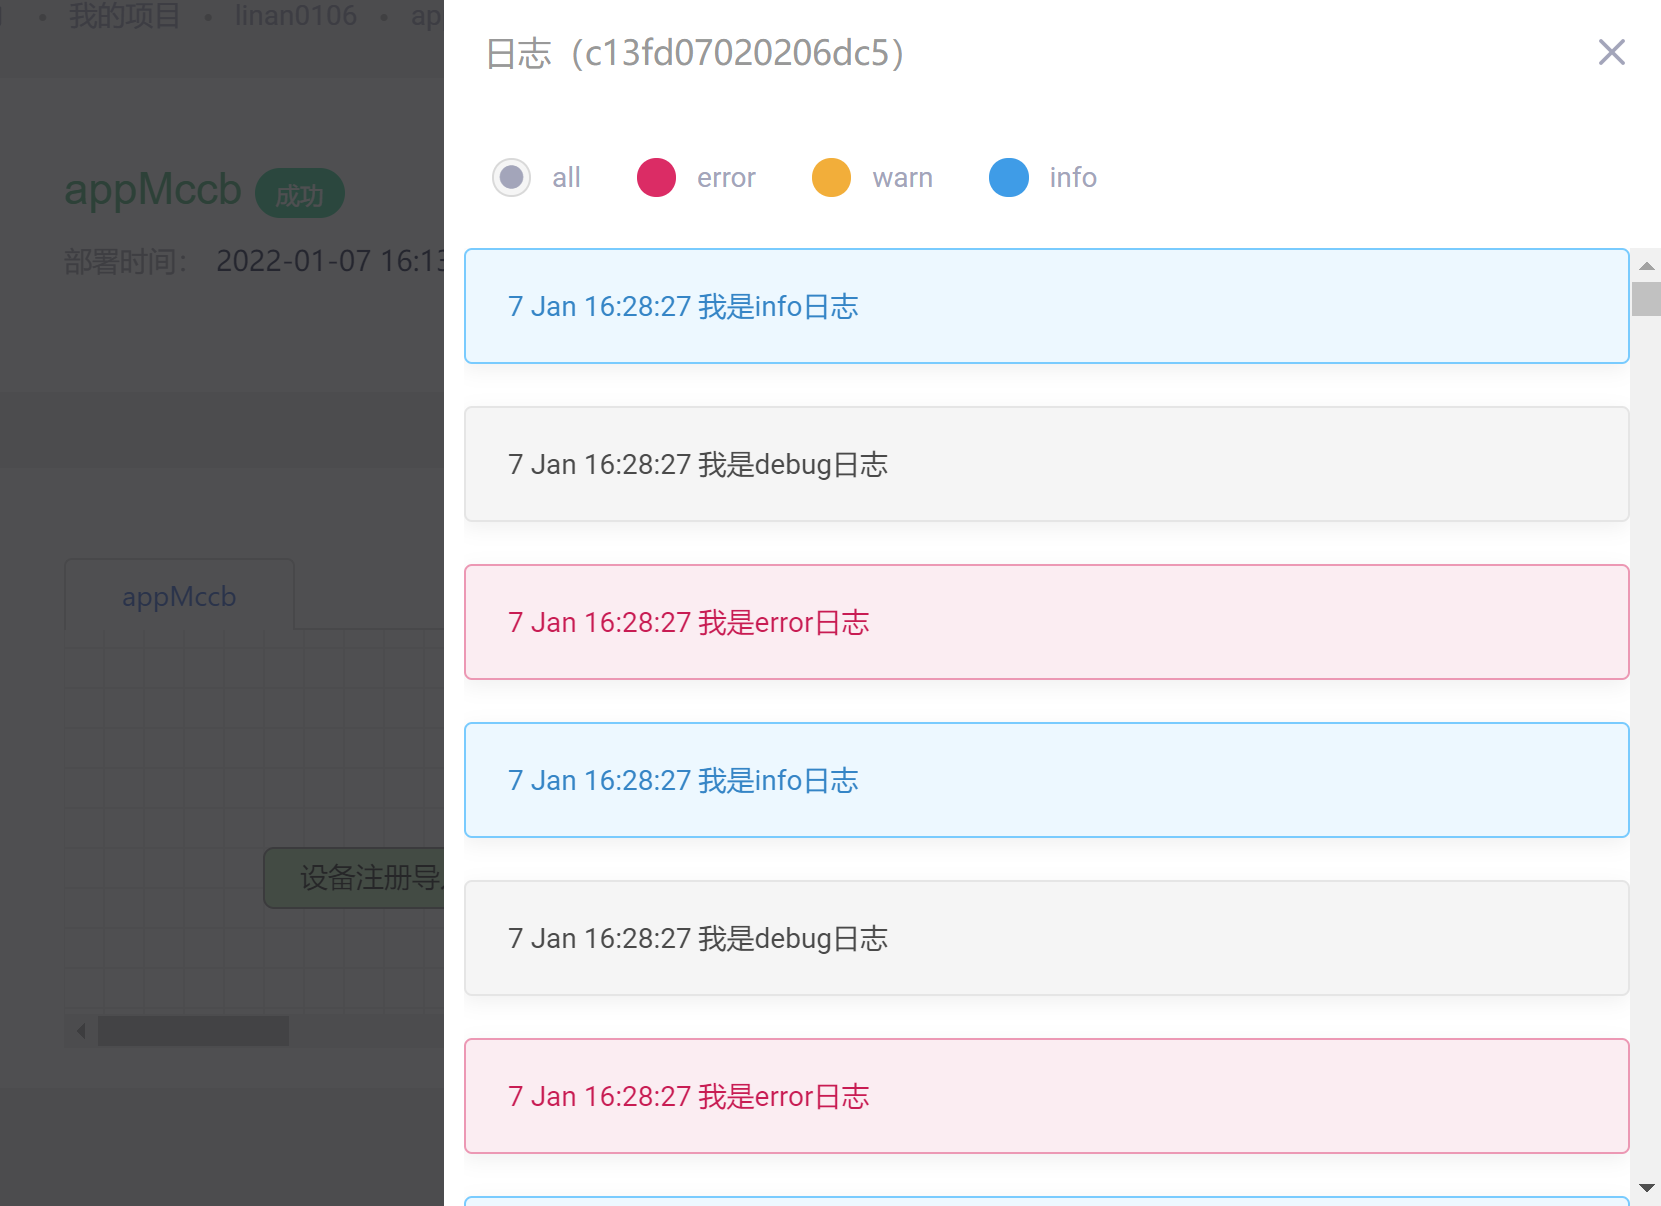 我的项目 • linan0106 • ap
appMccb 成功
部署时间： 2022-01-07 16:13
appMccb
设备注册导
日志（c13fd07020206dc5）
all error warn info
7 Jan 16:28:27 我是info日志
7 Jan 16:28:27 我是debug日志
7 Jan 16:28:27 我是error日志
7 Jan 16:28:27 我是info日志
7 Jan 16:28:27 我是debug日志
7 Jan 16:28:27 我是error日志